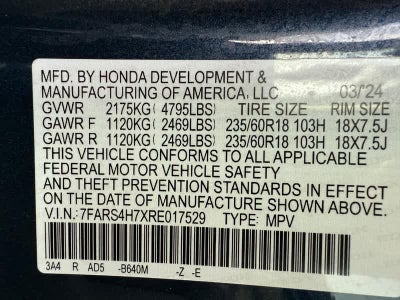 MFD. BY HONDA DEVELOPMENT &
MANUFACTURING OF AMERICA, LLC 03/'24
GVWR 2175KG( 4795LBS) TIRE SIZE RIM SIZE
GAWR F 1120KG( 2469LBS) 235/60R18 103H 18X7.5J
GAWR R 1120KG( 2469LBS) 235/60R18 103H 18X7.5J
THIS VEHICLE CONFORMS TO ALL APPLICABLE
FEDERAL MOTOR VEHICLE SAFETY
AND THEFT PREVENTION STANDARDS IN EFFECT
ON THE DATE OF MANUFACTURE SHOWN ABOVE.
V.I.N: 7FARS4H7XRE017529 TYPE: MPV
3A4 R AD5 -B640M -Z -E